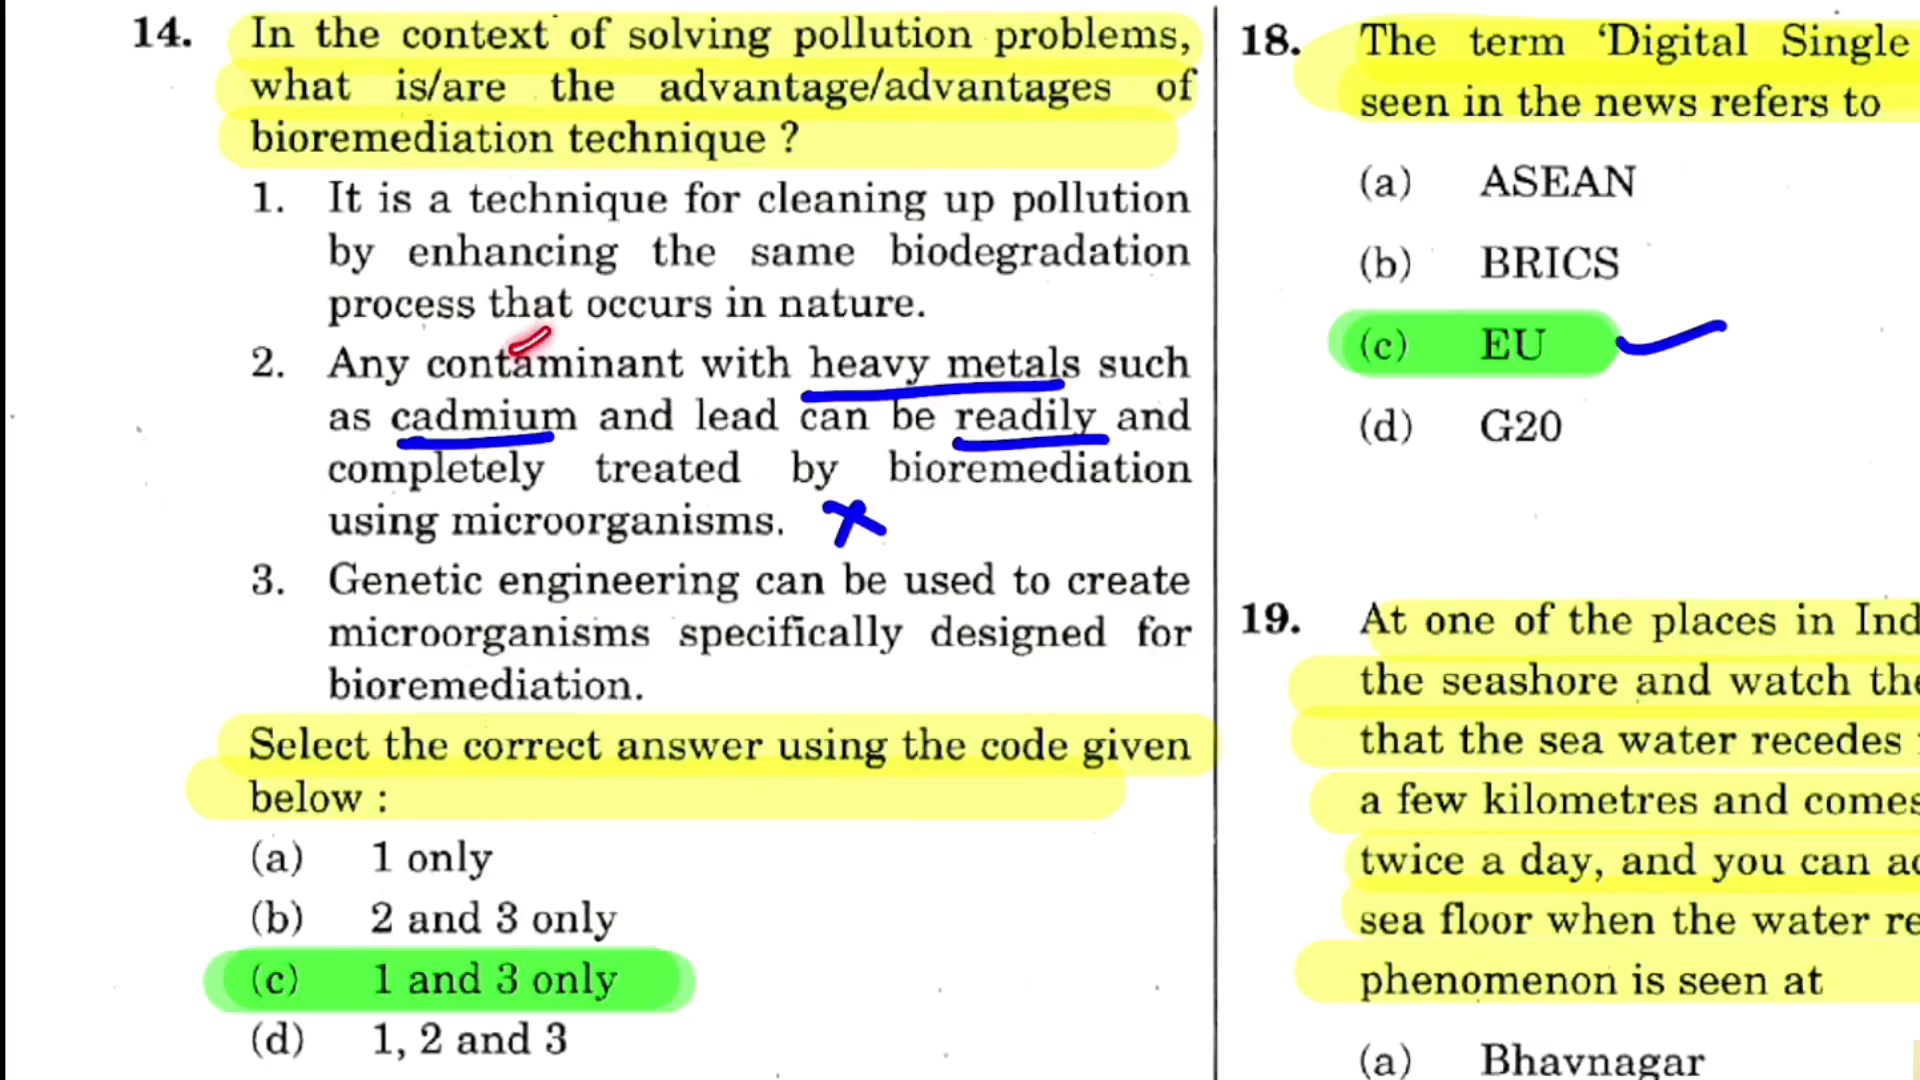 14. In the context of solving pollution problems,
what is/are the advantage/advantages of
bioremediation technique ?
1. It is a technique for cleaning up pollution
by enhancing the same biodegradation
process that occurs in nature.
2. Any contaminant with heavy metals such
as cadmium and lead can be readily and
completely treated by bioremediation
using microorganisms.
3. Genetic engineering can be used to create
microorganisms specifically designed for
bioremediation.
Select the correct answer using the code given
below :
(a) 1 only
(b) 2 and 3 only
(c) 1 and 3 only
(d) 1, 2 and 3
18. The term ‘Digital Single
seen in the news refers to
(a) ASEAN
(b) BRICS
(c) EU
(d) G20
19. At one of the places in
the seashore and watch
that the sea water recedes
a few kilometres and comes
twice a day, and you can
sea floor when the water
phenomenon is seen at
(a) Bhavnagar